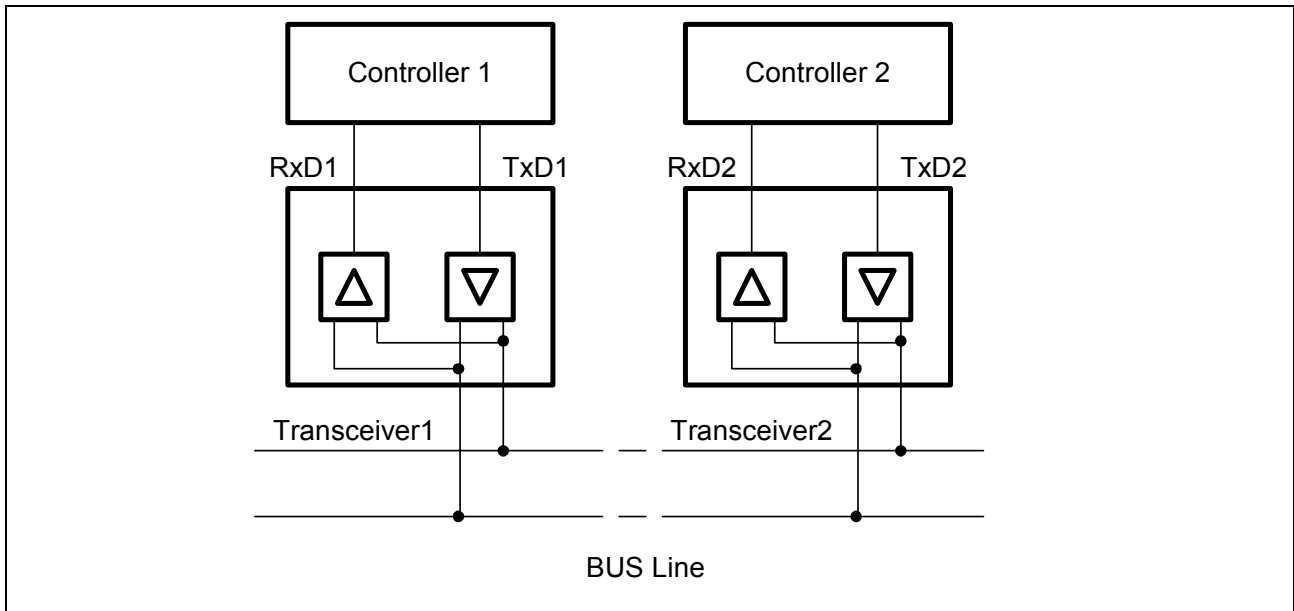 Controller 1
Controller 2
RxD1
TxD1
RxD2
TxD2
Transceiver1
Transceiver2
BUS Line